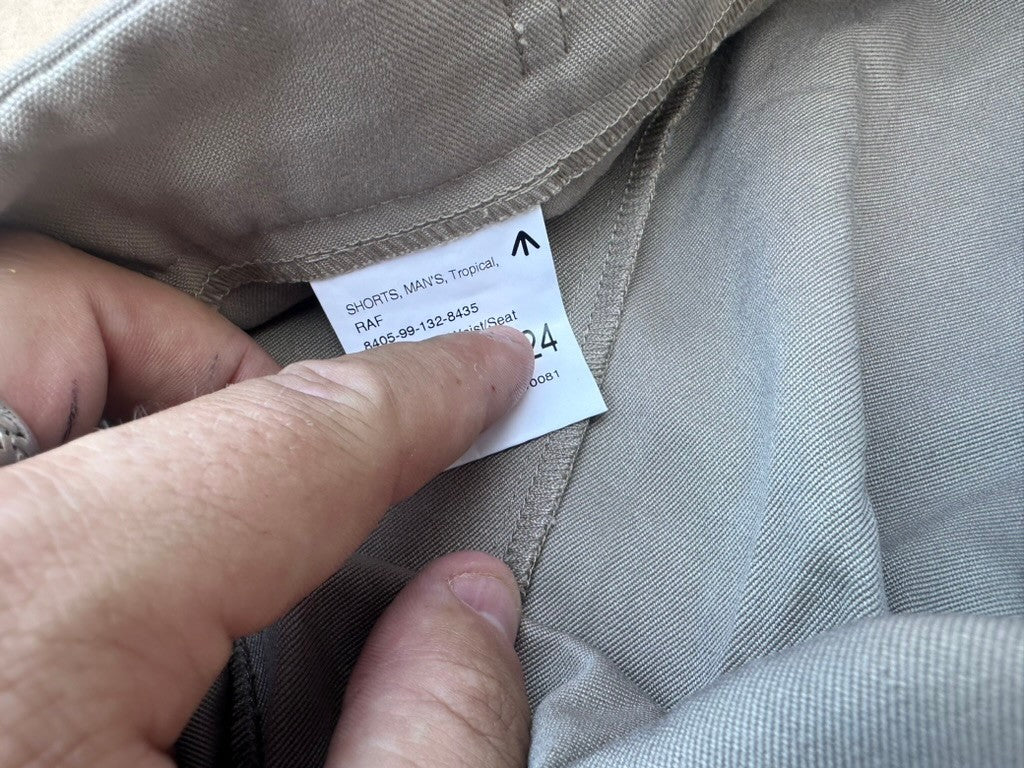 SHORTS, MAN'S, Tropical,
RAF
8405-99-132-8435
Waist/Seat
24
0081